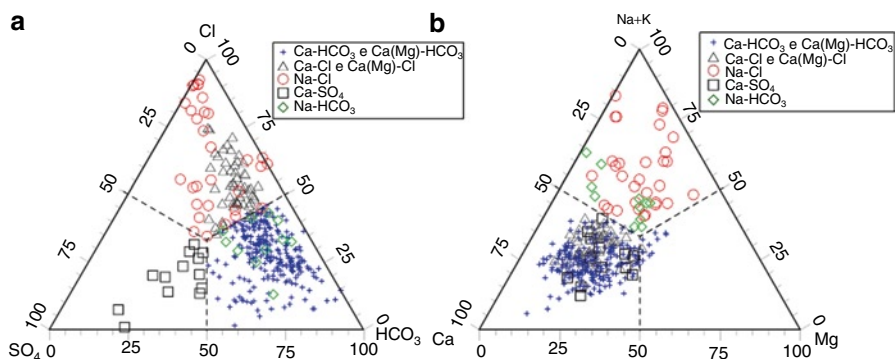 a
Cl
0
100
Ca-HCO₃ e Ca(Mg)-HCO₃
Ca-Cl e Ca(Mg)-Cl
Na-Cl
Ca-SO₄
Na-HCO₃
25
75
50
50
75
25
100
0
SO₄
0
25
50
75
100
HCO₃
b
Na+K
0
100
Ca-HCO₃ e Ca(Mg)-HCO₃
Ca-Cl e Ca(Mg)-Cl
Na-Cl
Ca-SO₄
Na-HCO₃
25
75
50
50
75
25
100
0
Ca
0
25
50
75
100
Mg